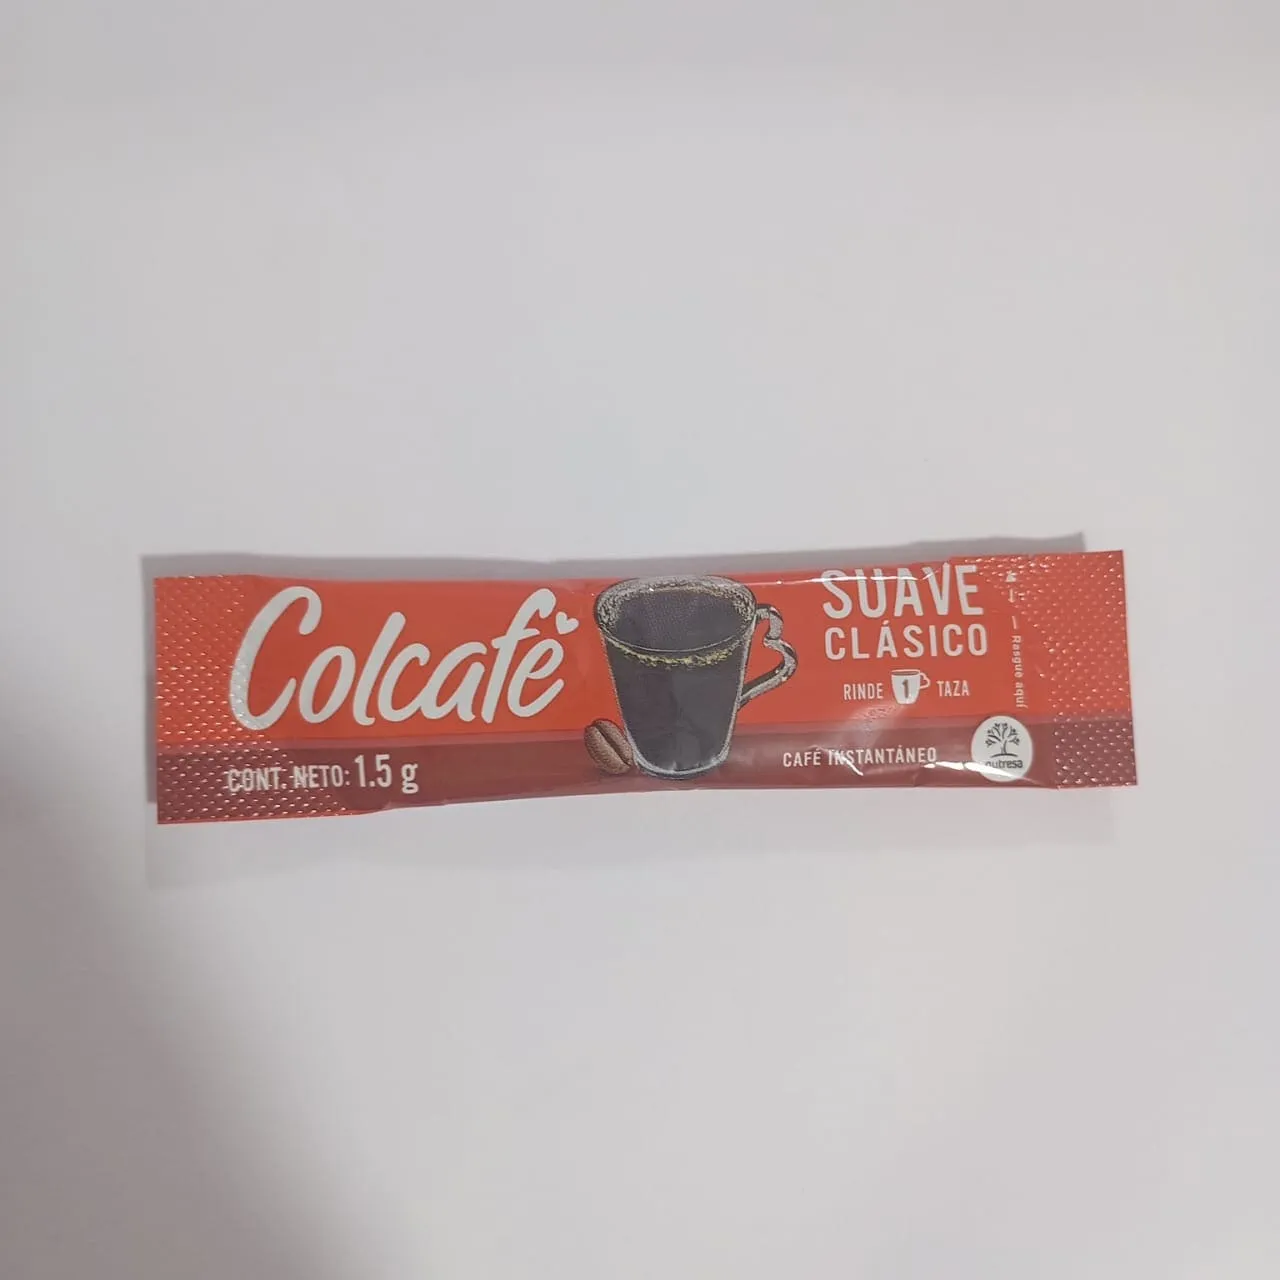 Colcafé
CONT. NETO: 1.5 g
SUAVE
CLÁSICO
RINDE 1 TAZA
CAFÉ INSTANTÁNEO
nutresa
Rasgue aquí